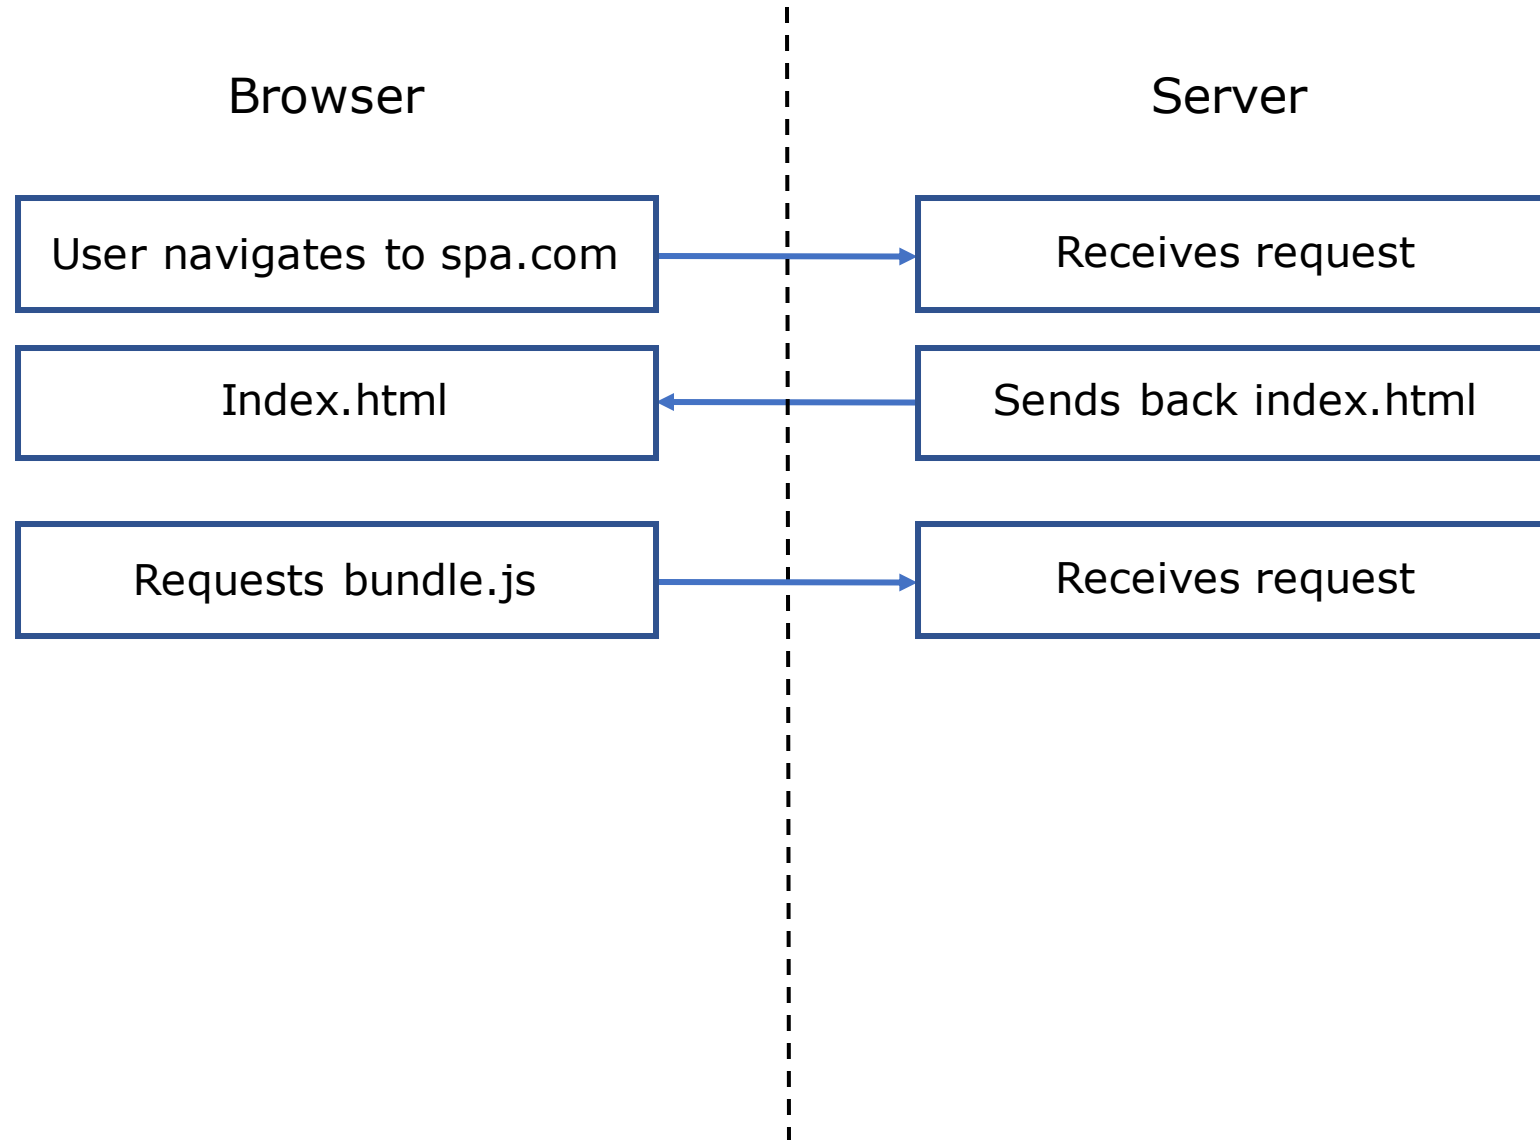 Browser
Server
User navigates to spa.com
Receives request
Index.html
Sends back index.html
Requests bundle.js
Receives request